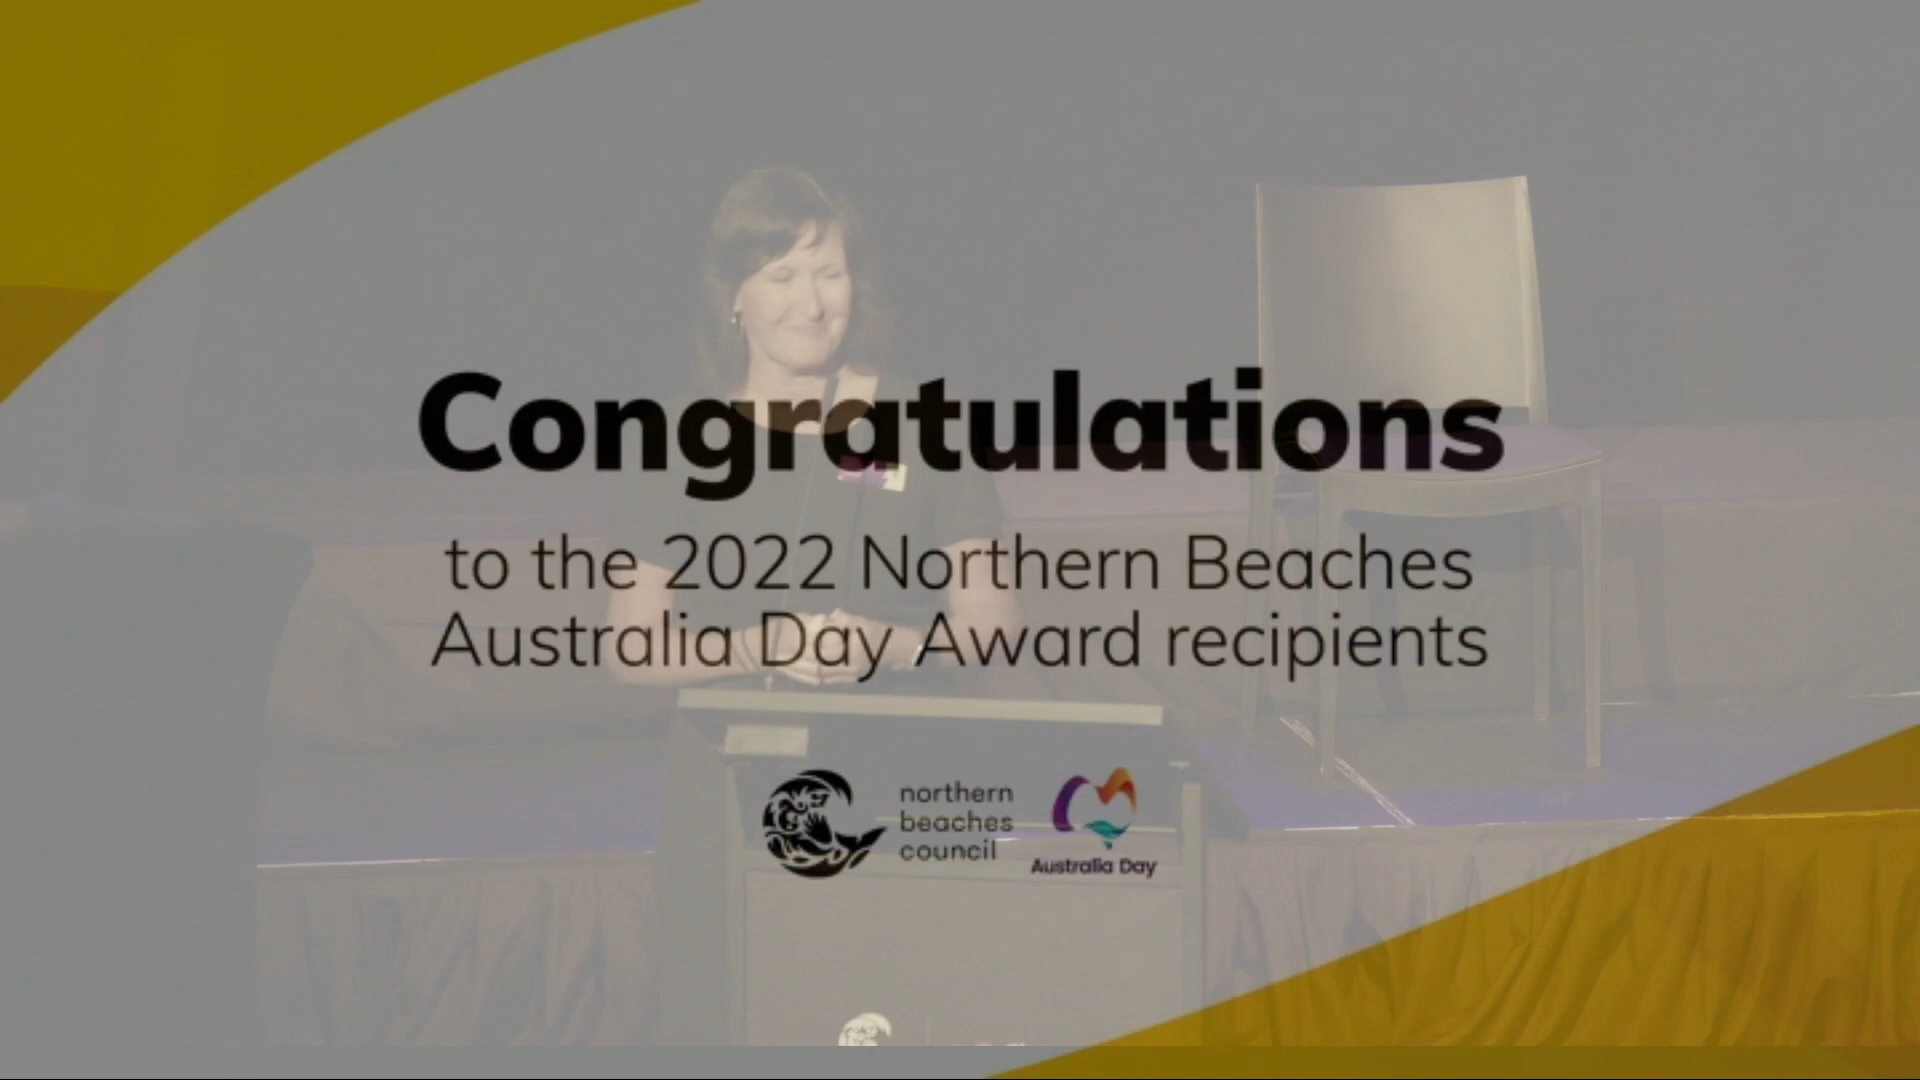 Congratulations
to the 2022 Northern Beaches
Australia Day Award recipients
northern
beaches
council
Australia Day